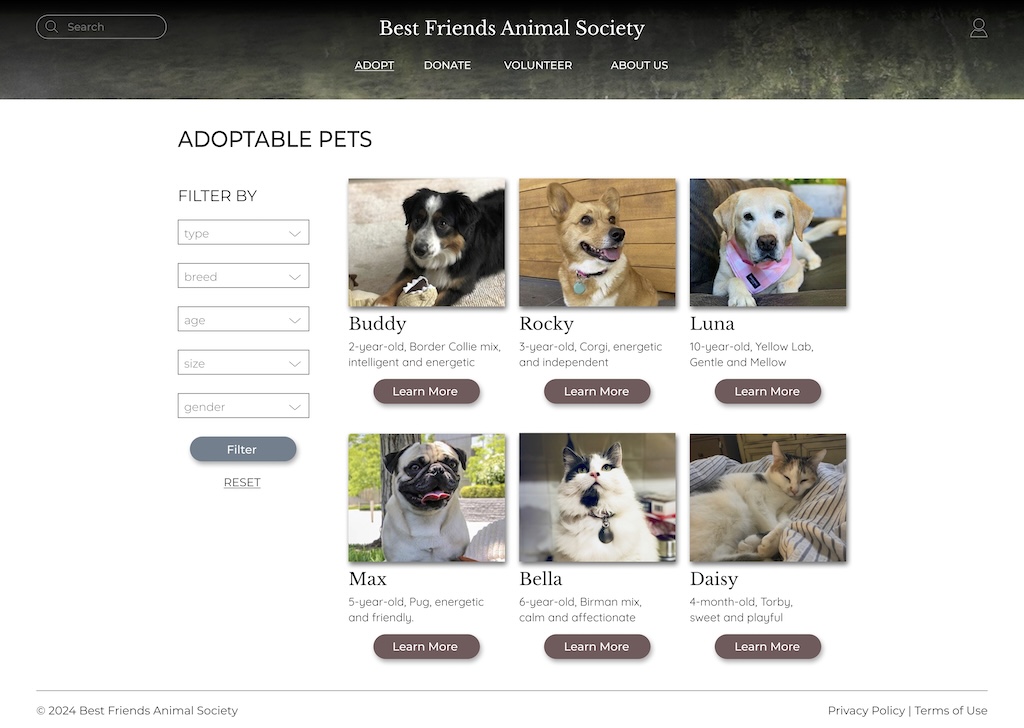 Search
Best Friends Animal Society
ADOPT
DONATE
VOLUNTEER
ABOUT US
ADOPTABLE PETS
FILTER BY
type
breed
age
size
gender
Filter
RESET
Buddy
2-year-old, Border Collie mix,
intelligent and energetic
Learn More
Rocky
3-year-old, Corgi, energetic
and independent
Learn More
Luna
10-year-old, Yellow Lab,
Gentle and Mellow
Learn More
Max
5-year-old, Pug, energetic
and friendly.
Learn More
Bella
6-year-old, Birman mix,
calm and affectionate
Learn More
Daisy
4-month-old, Torby,
sweet and playful
Learn More
© 2024 Best Friends Animal Society
Privacy Policy | Terms of Use